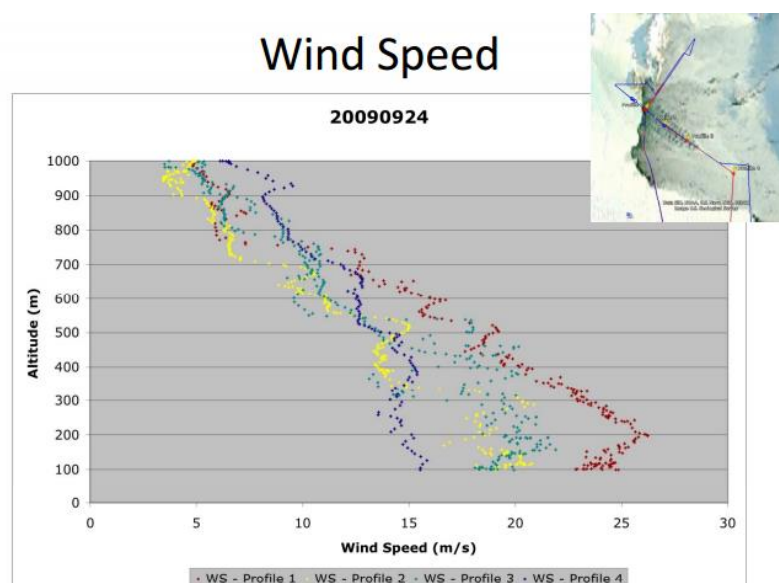 Wind Speed
20090924
Altitude (m)
1000
900
800
700
600
500
400
300
200
100
0
0 5 10 15 20 25 30
Wind Speed (m/s)
WS - Profile 1 WS - Profile 2 WS - Profile 3 WS - Profile 4